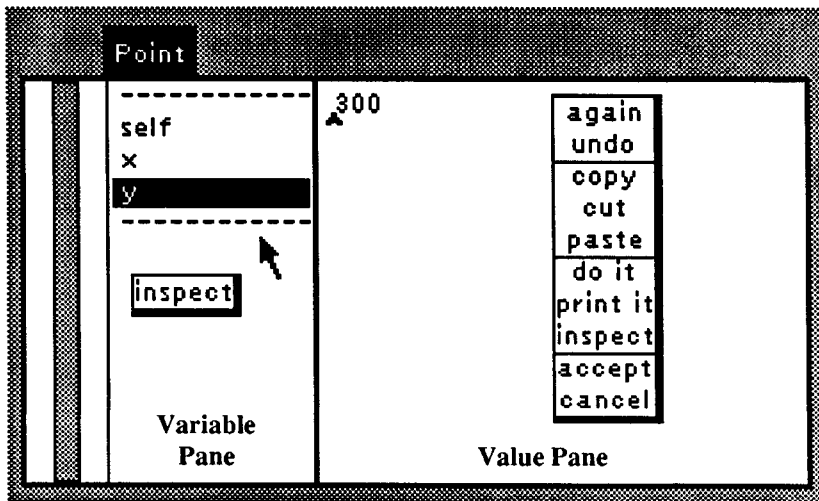 Point
self
x
y
inspect
Variable
Pane
300
again
undo
copy
cut
paste
do it
print it
inspect
accept
cancel
Value Pane